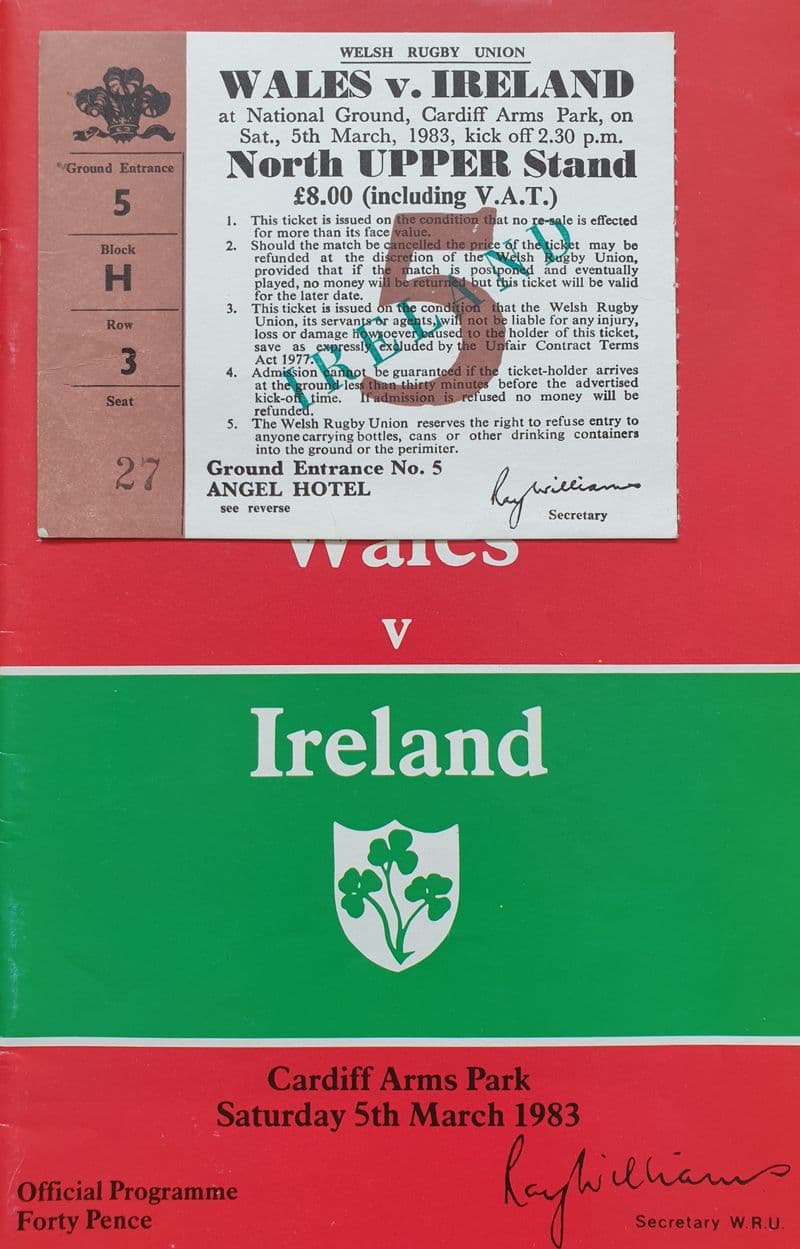 WELSH RUGBY UNION
WALES v. IRELAND
at National Ground, Cardiff Arms Park, on
Sat., 5th March, 1983, kick off 2.30 p.m.
North UPPER Stand
£8.00 (including V.A.T.)
1. This ticket is issued on the condition that no re-sale is effected
for more than its face value.
2. Should the match be cancelled the price of the ticket may be
refunded at the discretion of the Welsh Rugby Union,
provided that if the match is postponed and eventually
played, no money will be returned but this ticket will be valid
for the later date.
3. This ticket is issued on the condition that the Welsh Rugby
Union, its servants or agents, will not be liable for any injury,
loss or damage howsoever caused to the holder of this ticket,
save as expressly excluded by the Unfair Contract Terms
Act 1977.
4. Admission cannot be guaranteed if the ticket-holder arrives
at the ground less than thirty minutes before the advertised
kick-off time. If admission is refused no money will be
refunded.
5. The Welsh Rugby Union reserves the right to refuse entry to
anyone carrying bottles, cans or other drinking containers
into the ground or the perimiter.
5
IRELAND
Ground Entrance No. 5
ANGEL HOTEL
see reverse
Ray Williams
Secretary
Ground Entrance
5
Block
H
Row
3
Seat
27
Wales
v
Ireland
Cardiff Arms Park
Saturday 5th March 1983
Official Programme
Forty Pence
Ray Williams
Secretary W.R.U.